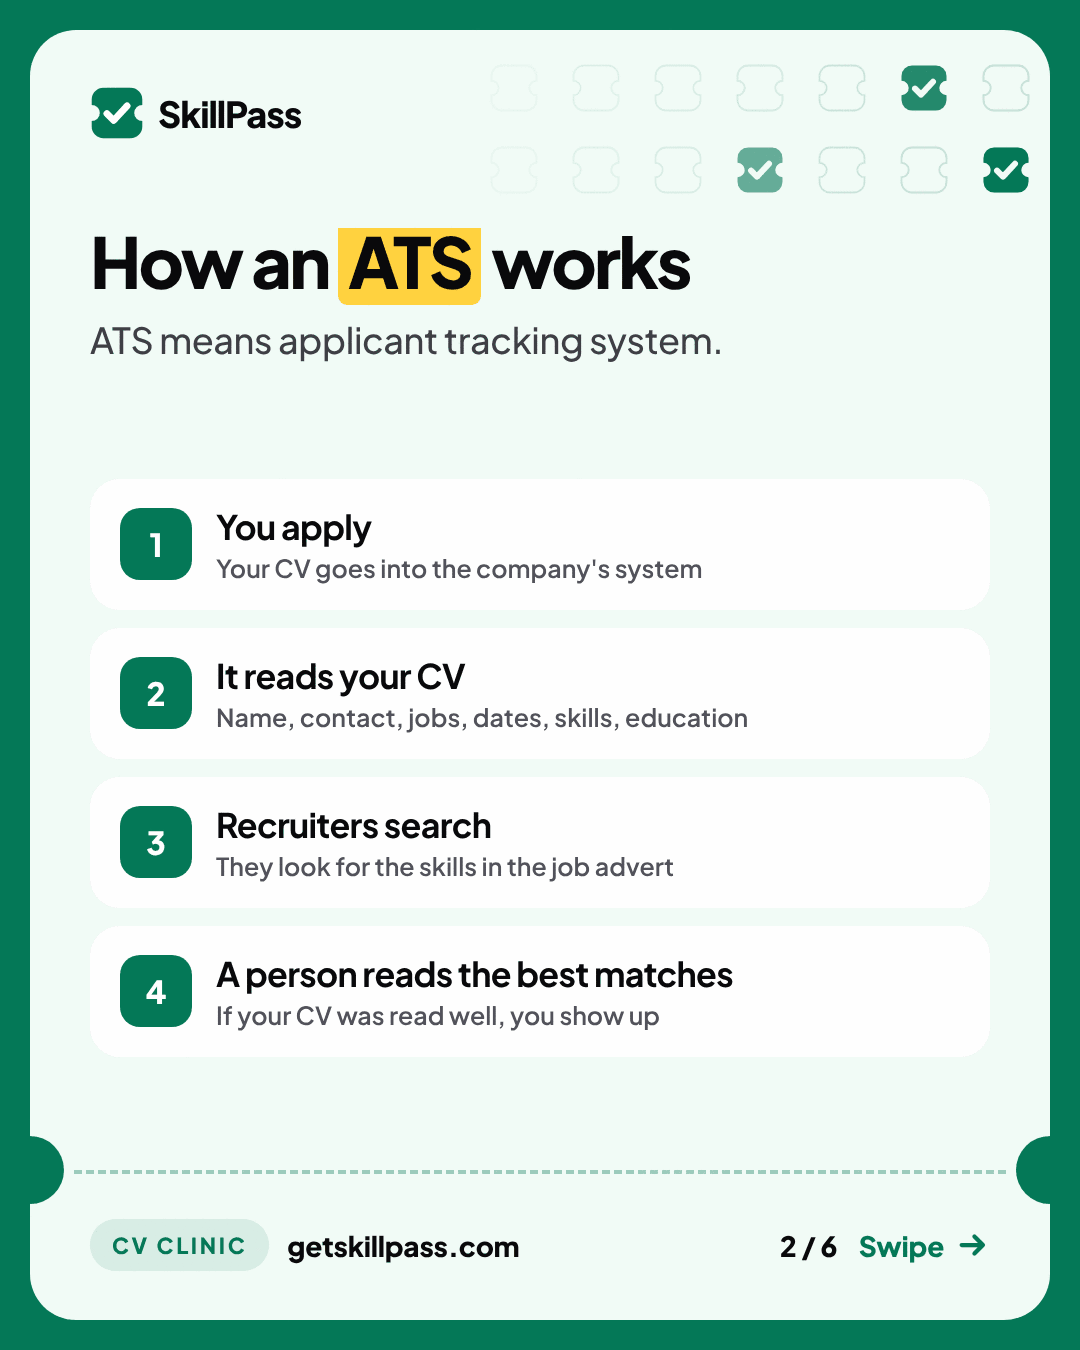 SkillPass
How an ATS works
ATS means applicant tracking system.
1
You apply
Your CV goes into the company's system
2
It reads your CV
Name, contact, jobs, dates, skills, education
3
Recruiters search
They look for the skills in the job advert
4
A person reads the best matches
If your CV was read well, you show up
CV CLINIC getskillpass.com 2 / 6 Swipe →